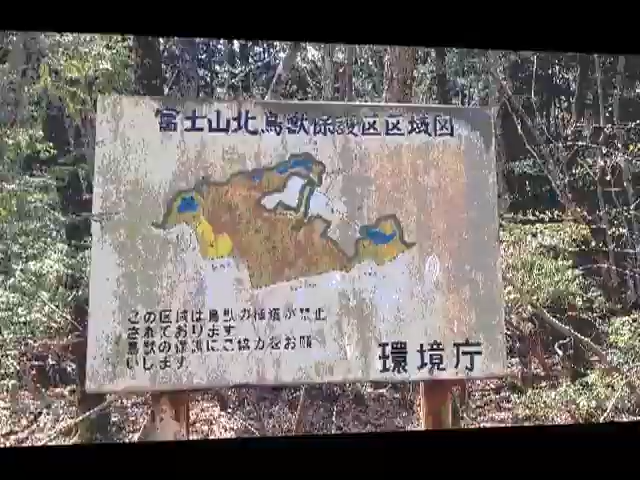 富士山北鳥獣保護区区域図
この区域は鳥獣の捕獲が禁止
されております
鳥獣の保護にご協力をお願
いします
環境庁